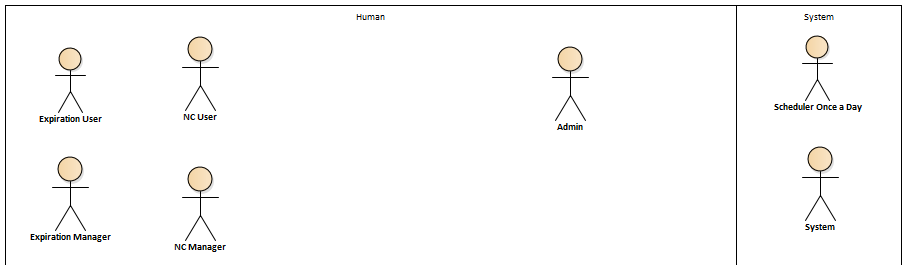 Human
System
Expiration User
NC User
Admin
Scheduler Once a Day
Expiration Manager
NC Manager
System